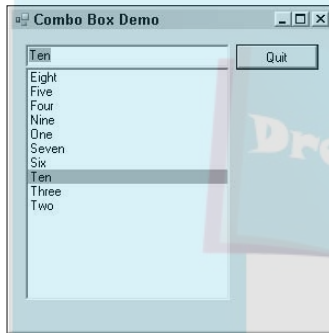 Combo Box Demo
Ten
Quit
Eight
Five
Four
Nine
One
Seven
Six
Ten
Three
Two